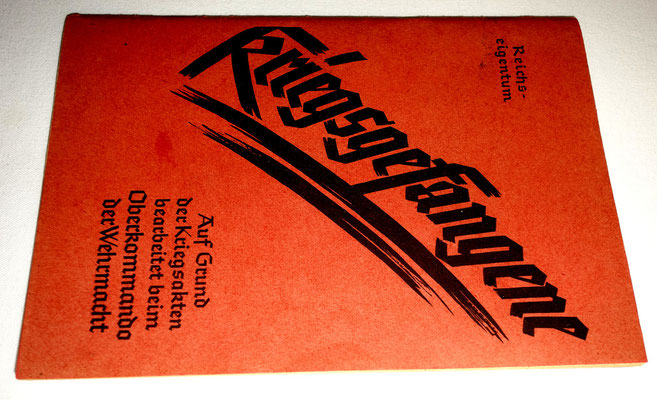 Reichs-
eigentum
Kriegsgefangene
Auf Grund
der Kriegsakten
bearbeitet beim
Oberkommando
der Wehrmacht